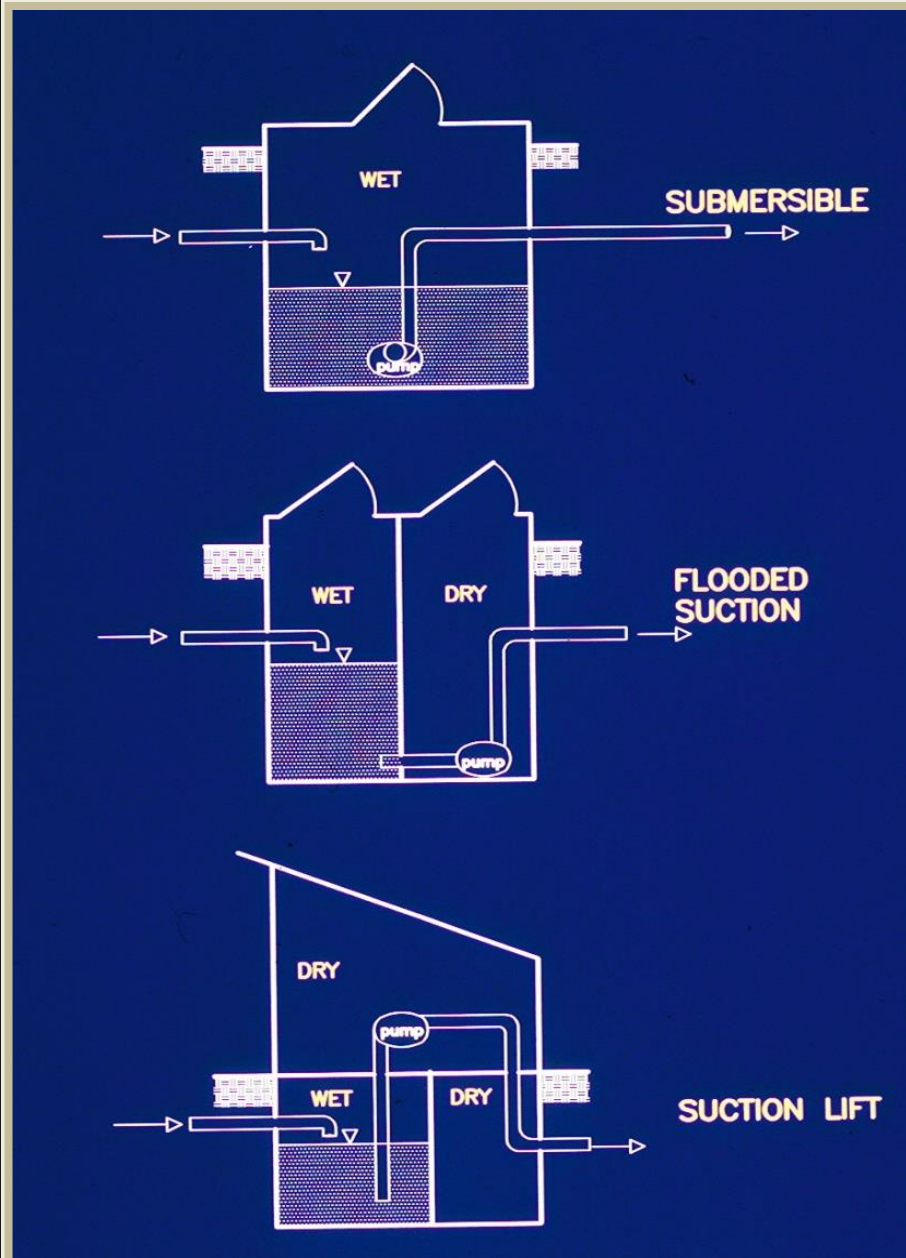 WET
SUBMERSIBLE
pump
WET
DRY
FLOODED
SUCTION
pump
DRY
pump
WET
DRY
SUCTION LIFT